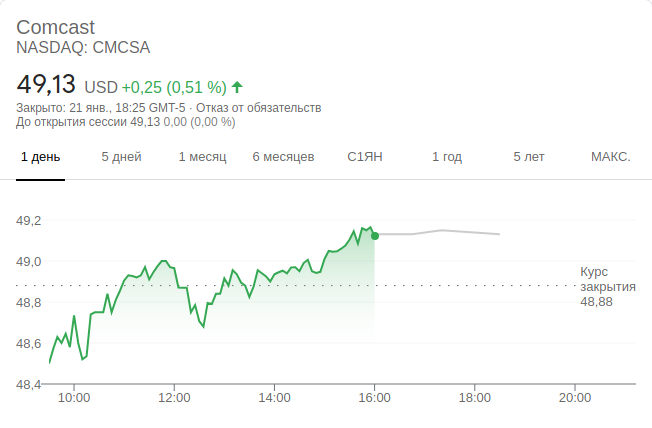 Comcast
NASDAQ: CMCSA
49,13 USD +0,25 (0,51 %)
Закрыто: 21 янв., 18:25 GMT-5 · Отказ от обязательств
До открытия сессии 49,13 0,00 (0,00 %)
1 день 5 дней 1 месяц 6 месяцев С1ЯН 1 год 5 лет МАКС.
49,2
49,0
48,8
48,6
48,4
Курс
закрытия
48,88
10:00 12:00 14:00 16:00 18:00 20:00